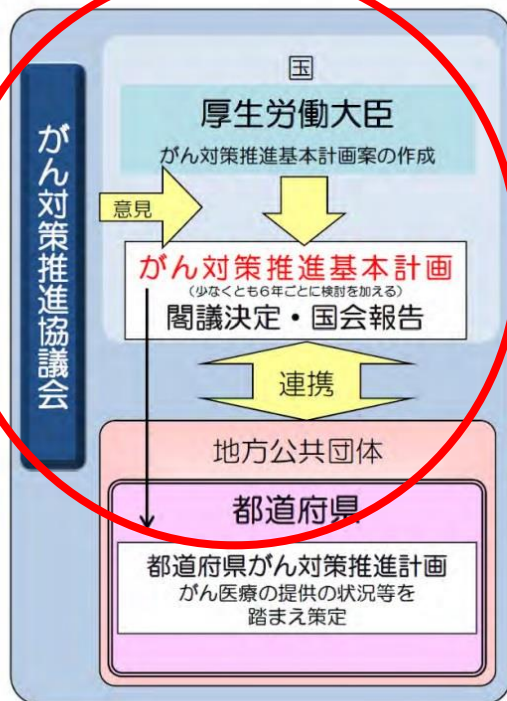 がん対策推進協議会
国
厚生労働大臣
がん対策推進基本計画案の作成
意見
がん対策推進基本計画
(少なくとも6年ごとに検討を加える)
閣議決定・国会報告
連携
地方公共団体
都道府県
都道府県がん対策推進計画
がん医療の提供の状況等を
踏まえ策定